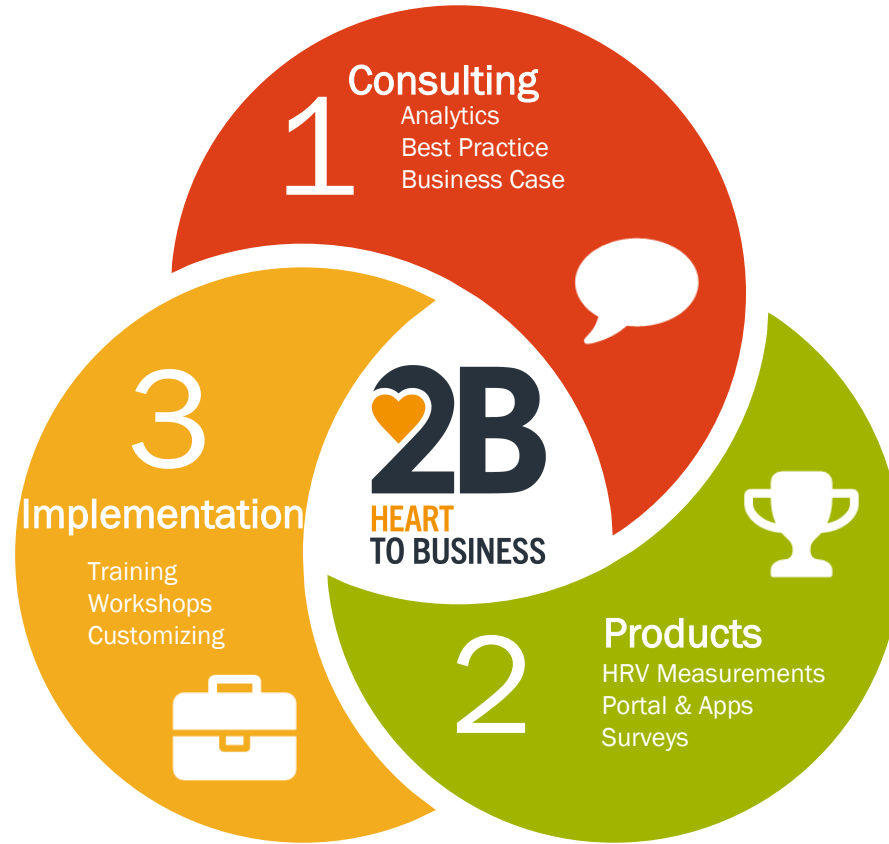 1
Consulting
Analytics
Best Practice
Business Case
2B
HEART
TO BUSINESS
2
Products
HRV Measurements
Portal & Apps
Surveys
3
Implementation
Training
Workshops
Customizing